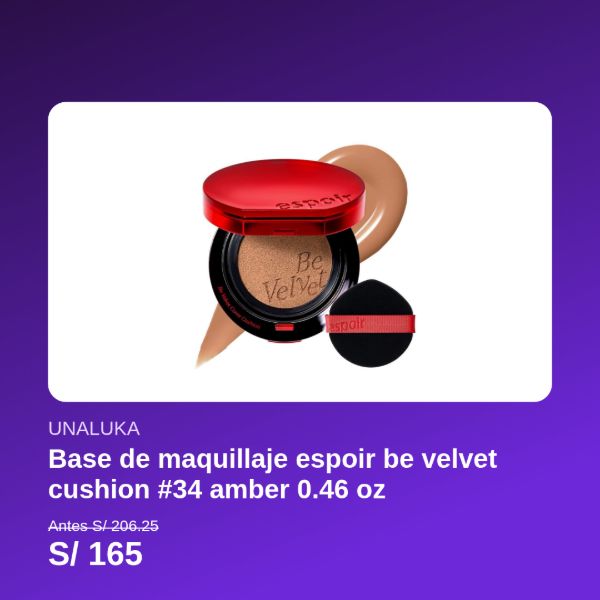 espoir
Be
Velvet
espoir
UNALUKA
Base de maquillaje espoir be velvet
cushion #34 amber 0.46 oz
Antes S/ 206.25
S/ 165